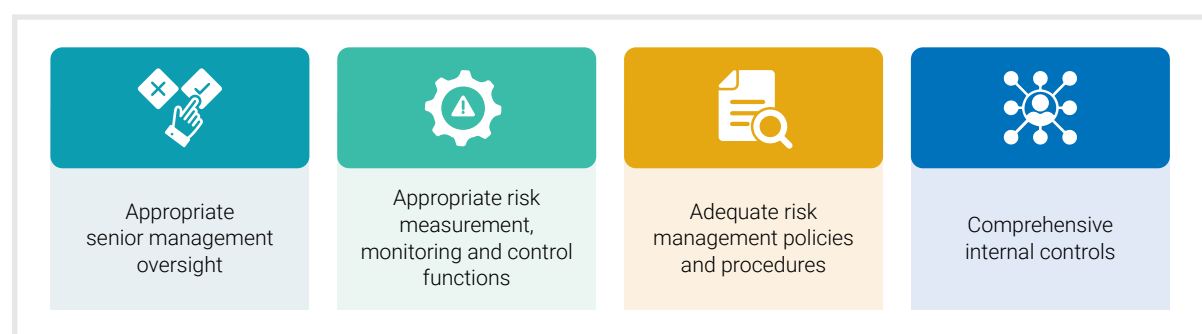 Appropriate
senior management
oversight
Appropriate risk
measurement,
monitoring and control
functions
Adequate risk
management policies
and procedures
Comprehensive
internal controls